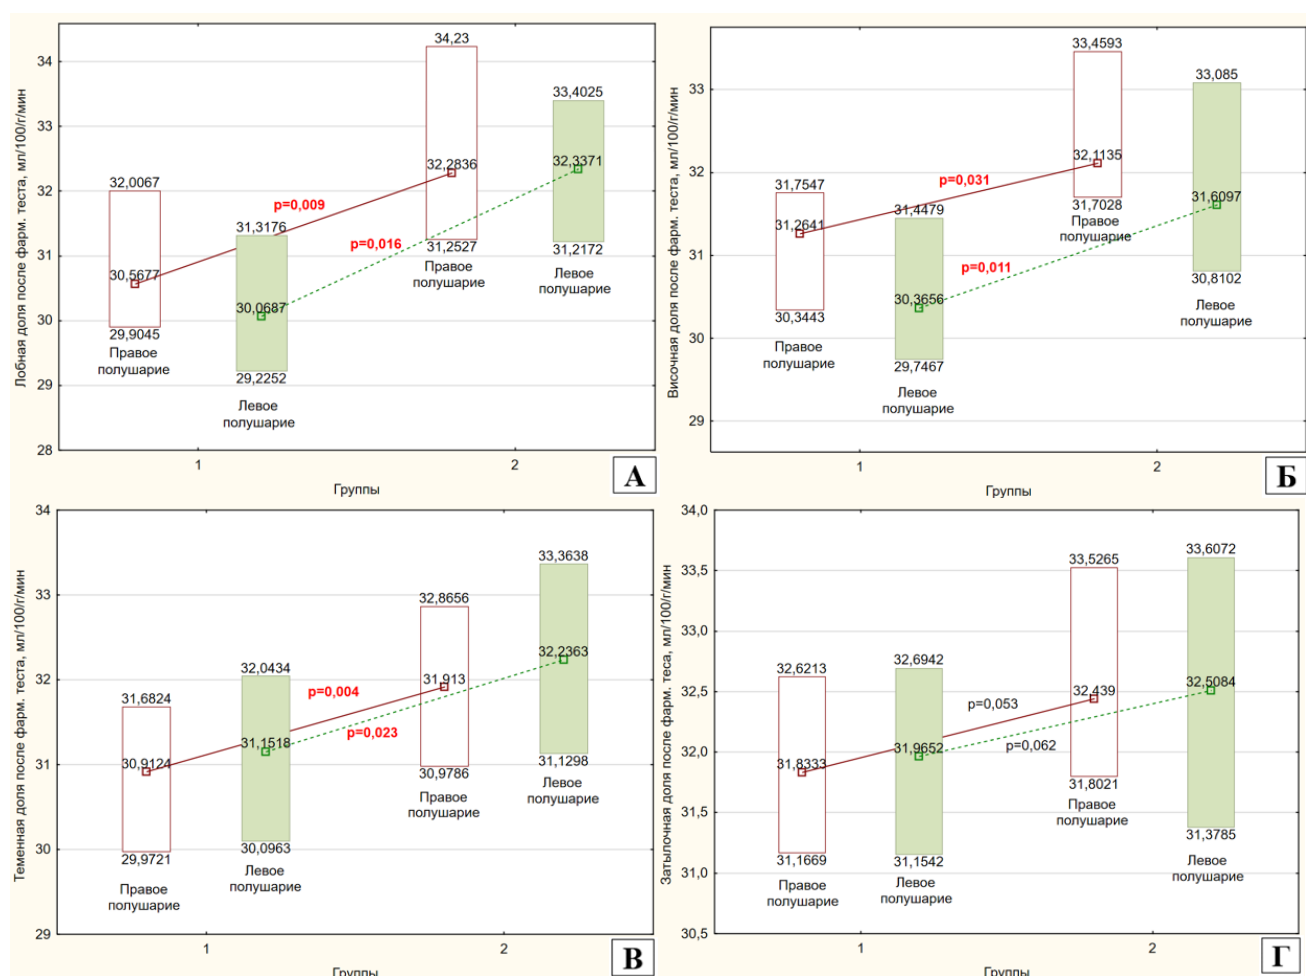 Лобная доля после фарм. теста, мл/100/г/мин
34
33
32
31
30
29
28
32,0067
30,5677
29,9045
Правое
полушарие
31,3176
30,0687
29,2252
Левое
полушарие
p=0,009
p=0,016
34,23
32,2836
31,2527
Правое
полушарие
33,4025
32,3371
31,2172
Левое
полушарие
1
2
Группы
А
Височная доля после фарм. теста, мл/100/г/мин
33
32
31
30
29
31,7547
31,2641
30,3443
Правое
полушарие
31,4479
30,3656
29,7467
Левое
полушарие
p=0,031
p=0,011
33,4593
32,1135
31,7028
Правое
полушарие
33,085
31,6097
30,8102
Левое
полушарие
1
2
Группы
Б
Теменная доля после фарм. теста, мл/100/г/мин
34
33
32
31
30
29
31,6824
30,9124
29,9721
Правое
полушарие
32,0434
31,1518
30,0963
Левое
полушарие
p=0,004
p=0,023
32,8656
31,913
30,9786
Правое
полушарие
33,3638
32,2363
31,1298
Левое
полушарие
1
2
Группы
В
Затылочная доля после фарм. теса, мл/100/г/мин
34,0
33,5
33,0
32,5
32,0
31,5
31,0
30,5
32,6213
31,8333
31,1669
Правое
полушарие
32,6942
31,9652
31,1542
Левое
полушарие
p=0,053
p=0,062
33,5265
32,439
31,8021
Правое
полушарие
33,6072
32,5084
31,3785
Левое
полушарие
1
2
Группы
Г